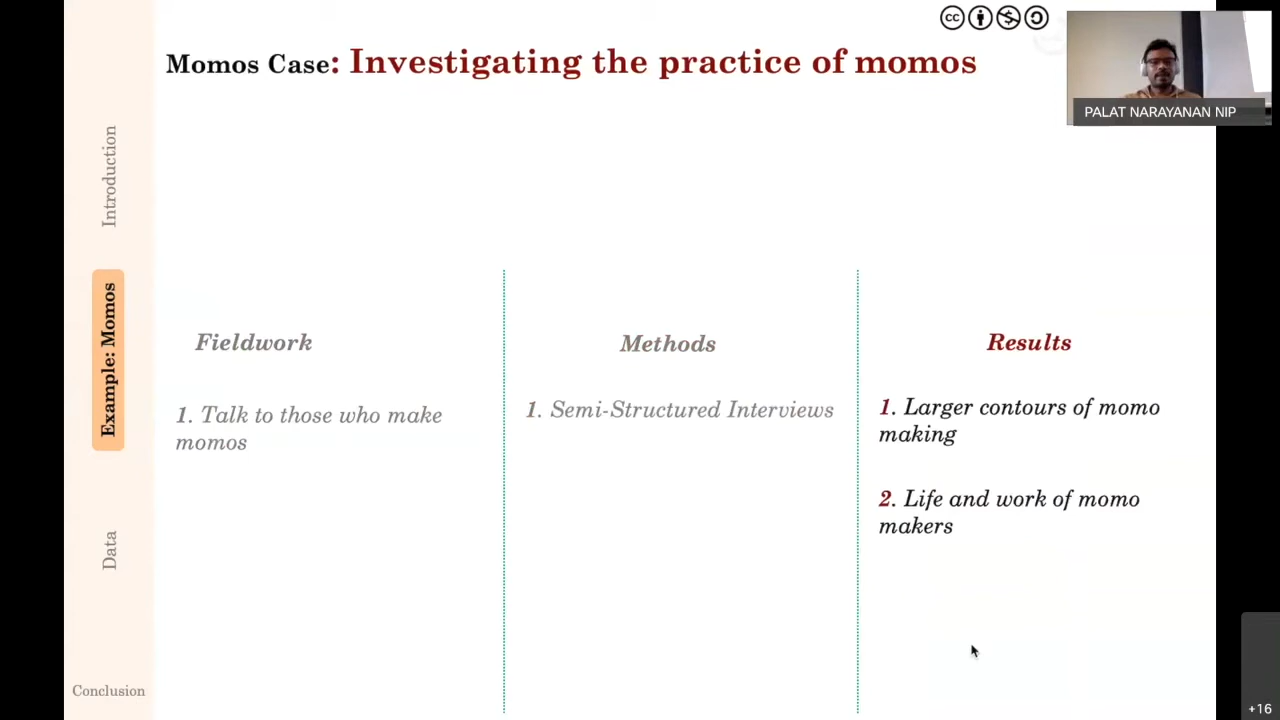 Momos Case: Investigating the practice of momos
PALAT NARAYANAN NIP
Introduction
Example: Momos
Data
Conclusion
Fieldwork
1. Talk to those who make
momos
Methods
1. Semi-Structured Interviews
Results
1. Larger contours of momo
making
2. Life and work of momo
makers
cc
+16